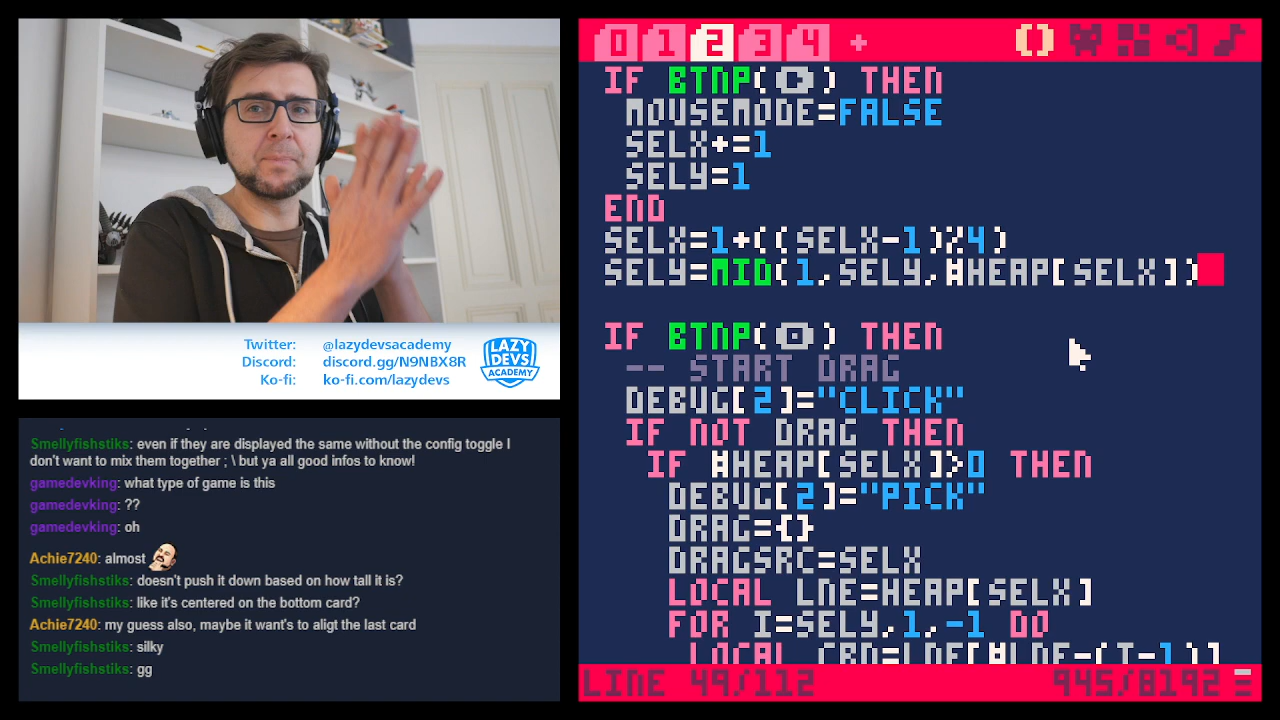 Twitter: @lazydevsacademy
Discord: discord.gg/N9NBX8R
Ko-fi: ko-fi.com/lazydevs
LAZY
DEVS
ACADEMY
Smellyfishstiks: even if they are displayed the same without the config toggle I
don't want to mix them together ; \ but ya all good infos to know!
gamedevking: what type of game is this
gamedevking: ??
gamedevking: oh
Achie7240: almost
Smellyfishstiks: doesn't push it down based on how tall it is?
Smellyfishstiks: like it's centered on the bottom card?
Achie7240: my guess also, maybe it want's to aligt the last card
Smellyfishstiks: silky
Smellyfishstiks: gg
0 1 2 3 4 +
IF BTNP(➡️) THEN
MOUSEMODE=FALSE
SELX+=1
SELY=1
END
SELX=1+((SELX-1)%4)
SELY=MID(1,SELY,#HEAP[SELX])
IF BTNP(🅾️) THEN
-- START DRAG
DEBUG[2]="CLICK"
IF NOT DRAG THEN
IF #HEAP[SELX]>0 THEN
DEBUG[2]="PICK"
DRAG={}
DRAGSRC=SELX
LOCAL LNE=HEAP[SELX]
FOR I=SELY,1,-1 DO
LOCAL CRD=LNE[#LNE-(I-1)]
LINE 49/112
945/8192